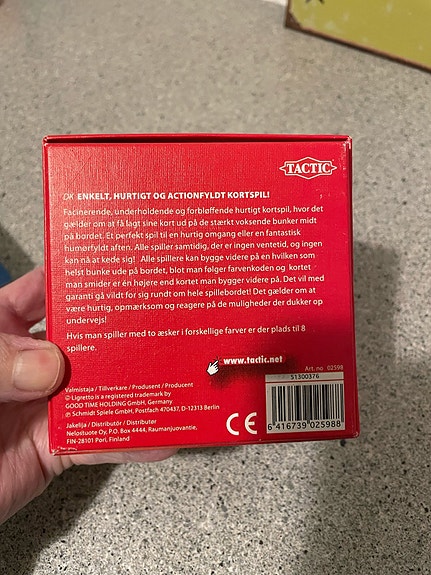 TACTIC
DK ENKELT, HURTIGT OG ACTIONFYLDT KORTSPIL!
Facinerende, underholdende og forbløffende hurtigt kortspil, hvor det
gælder om at få lagt sine kort ud på de stærkt voksende bunker midt
på bordet. Et perfekt spil til en hurtig omgang eller en fantastisk
humørfyldt aften. Alle spiller samtidig, der er ingen ventetid, og ingen
kan nå at kede sig! Alle spillere kan bygge videre på en hvilken som
helst bunke ude på bordet, blot man følger farvenkoden og kortet
man smider er én højere end kortet man bygger videre på. Det vil med
garanti gå vildt for sig rundt om hele spillebordet! Det gælder om at
være hurtig, opmærksom og reagere på de muligheder der dukker op
undervejs!
Hvis man spiller med to æsker i forskellige farver er der plads til 8
spillere.
www.tactic.net
Art. no 02598
51300376
Valmistaja / Tillverkare / Produsent / Producent
© Ligretto is a registered trademark by
GOOD TIME HOLDING GmbH, Germany
℗ Schmidt Spiele GmbH, Postfach 470437, D-12313 Berlin
Jakelija / Distributör / Distributør
Nelostuote Oy, P.O. Box 4444, Raumanjuovantie,
FIN-28101 Pori, Finland
CE
6 416739 025988